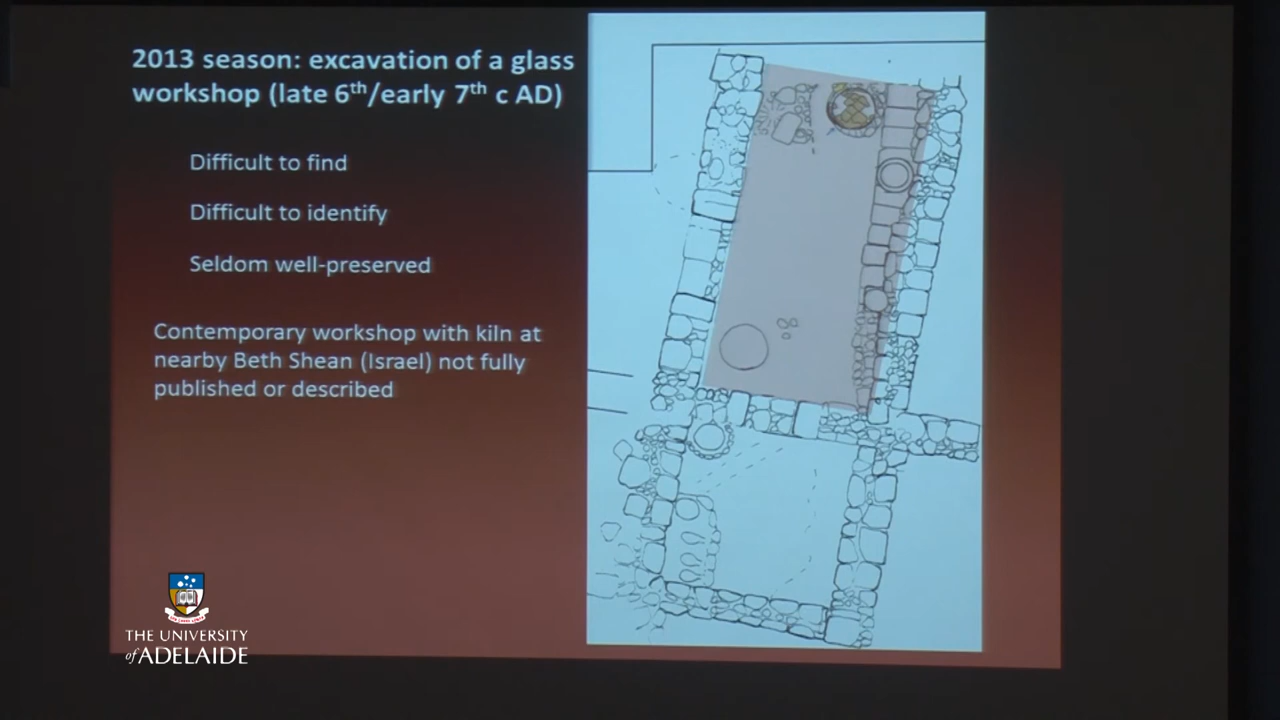 2013 season: excavation of a glass
workshop (late 6th/early 7th c AD)
Difficult to find
Difficult to identify
Seldom well-preserved
Contemporary workshop with kiln at
nearby Beth Shean (Israel) not fully
published or described
THE UNIVERSITY
of ADELAIDE